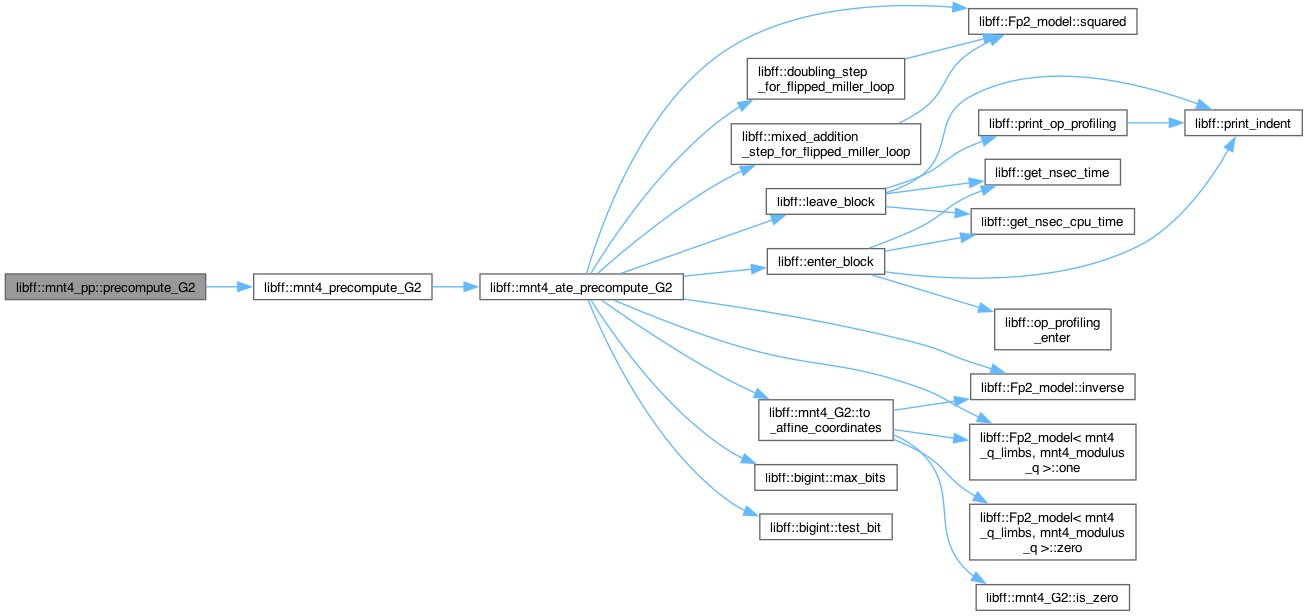 libff::mnt4_pp::precompute_G2
libff::mnt4_precompute_G2
libff::mnt4_ate_precompute_G2
libff::Fp2_model::squared
libff::doubling_step
_for_flipped_miller_loop
libff::mixed_addition
_step_for_flipped_miller_loop
libff::leave_block
libff::enter_block
libff::print_op_profiling
libff::print_indent
libff::get_nsec_time
libff::get_nsec_cpu_time
libff::op_profiling
_enter
libff::Fp2_model::inverse
libff::mnt4_G2::to
_affine_coordinates
libff::Fp2_model< mnt4
_q_limbs, mnt4_modulus
_q >::one
libff::bigint::max_bits
libff::bigint::test_bit
libff::Fp2_model< mnt4
_q_limbs, mnt4_modulus
_q >::zero
libff::mnt4_G2::is_zero